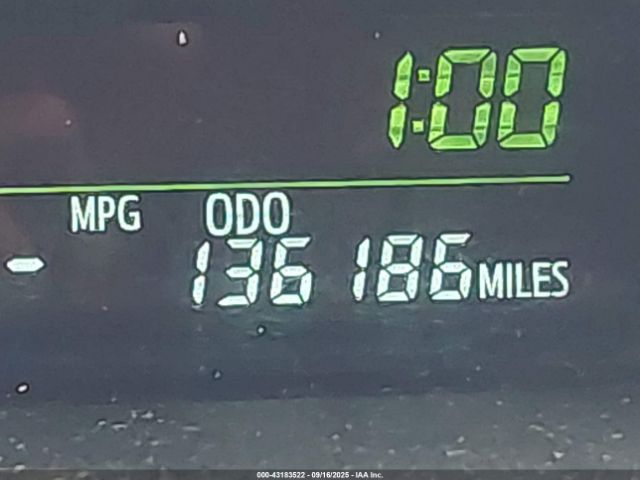 1:00
MPG ODO
- 136 186 MILES
000-43183522 - 09/16/2025 - IAA Inc.